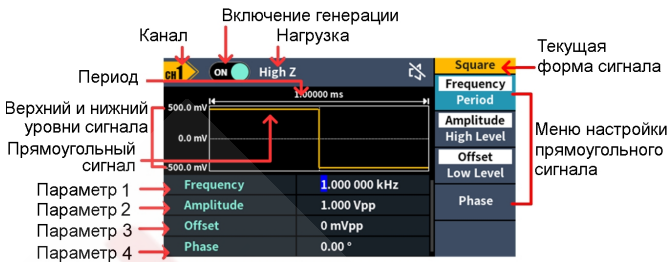 Включение генерации
Канал
Нагрузка
CH1
ON
High Z
Square
Текущая
форма сигнала
Период
1.00000 ms
Frequency
Period
Верхний и нижний
уровни сигнала
500.0 mV
0.0 mV
500.0 mV
Amplitude
High Level
Меню настройки
прямоугольного
сигнала
Прямоугольный
сигнал
Offset
Low Level
Phase
Параметр 1
Frequency
1.000 000 kHz
Параметр 2
Amplitude
1.000 Vpp
Параметр 3
Offset
0 mVpp
Параметр 4
Phase
0.00 °